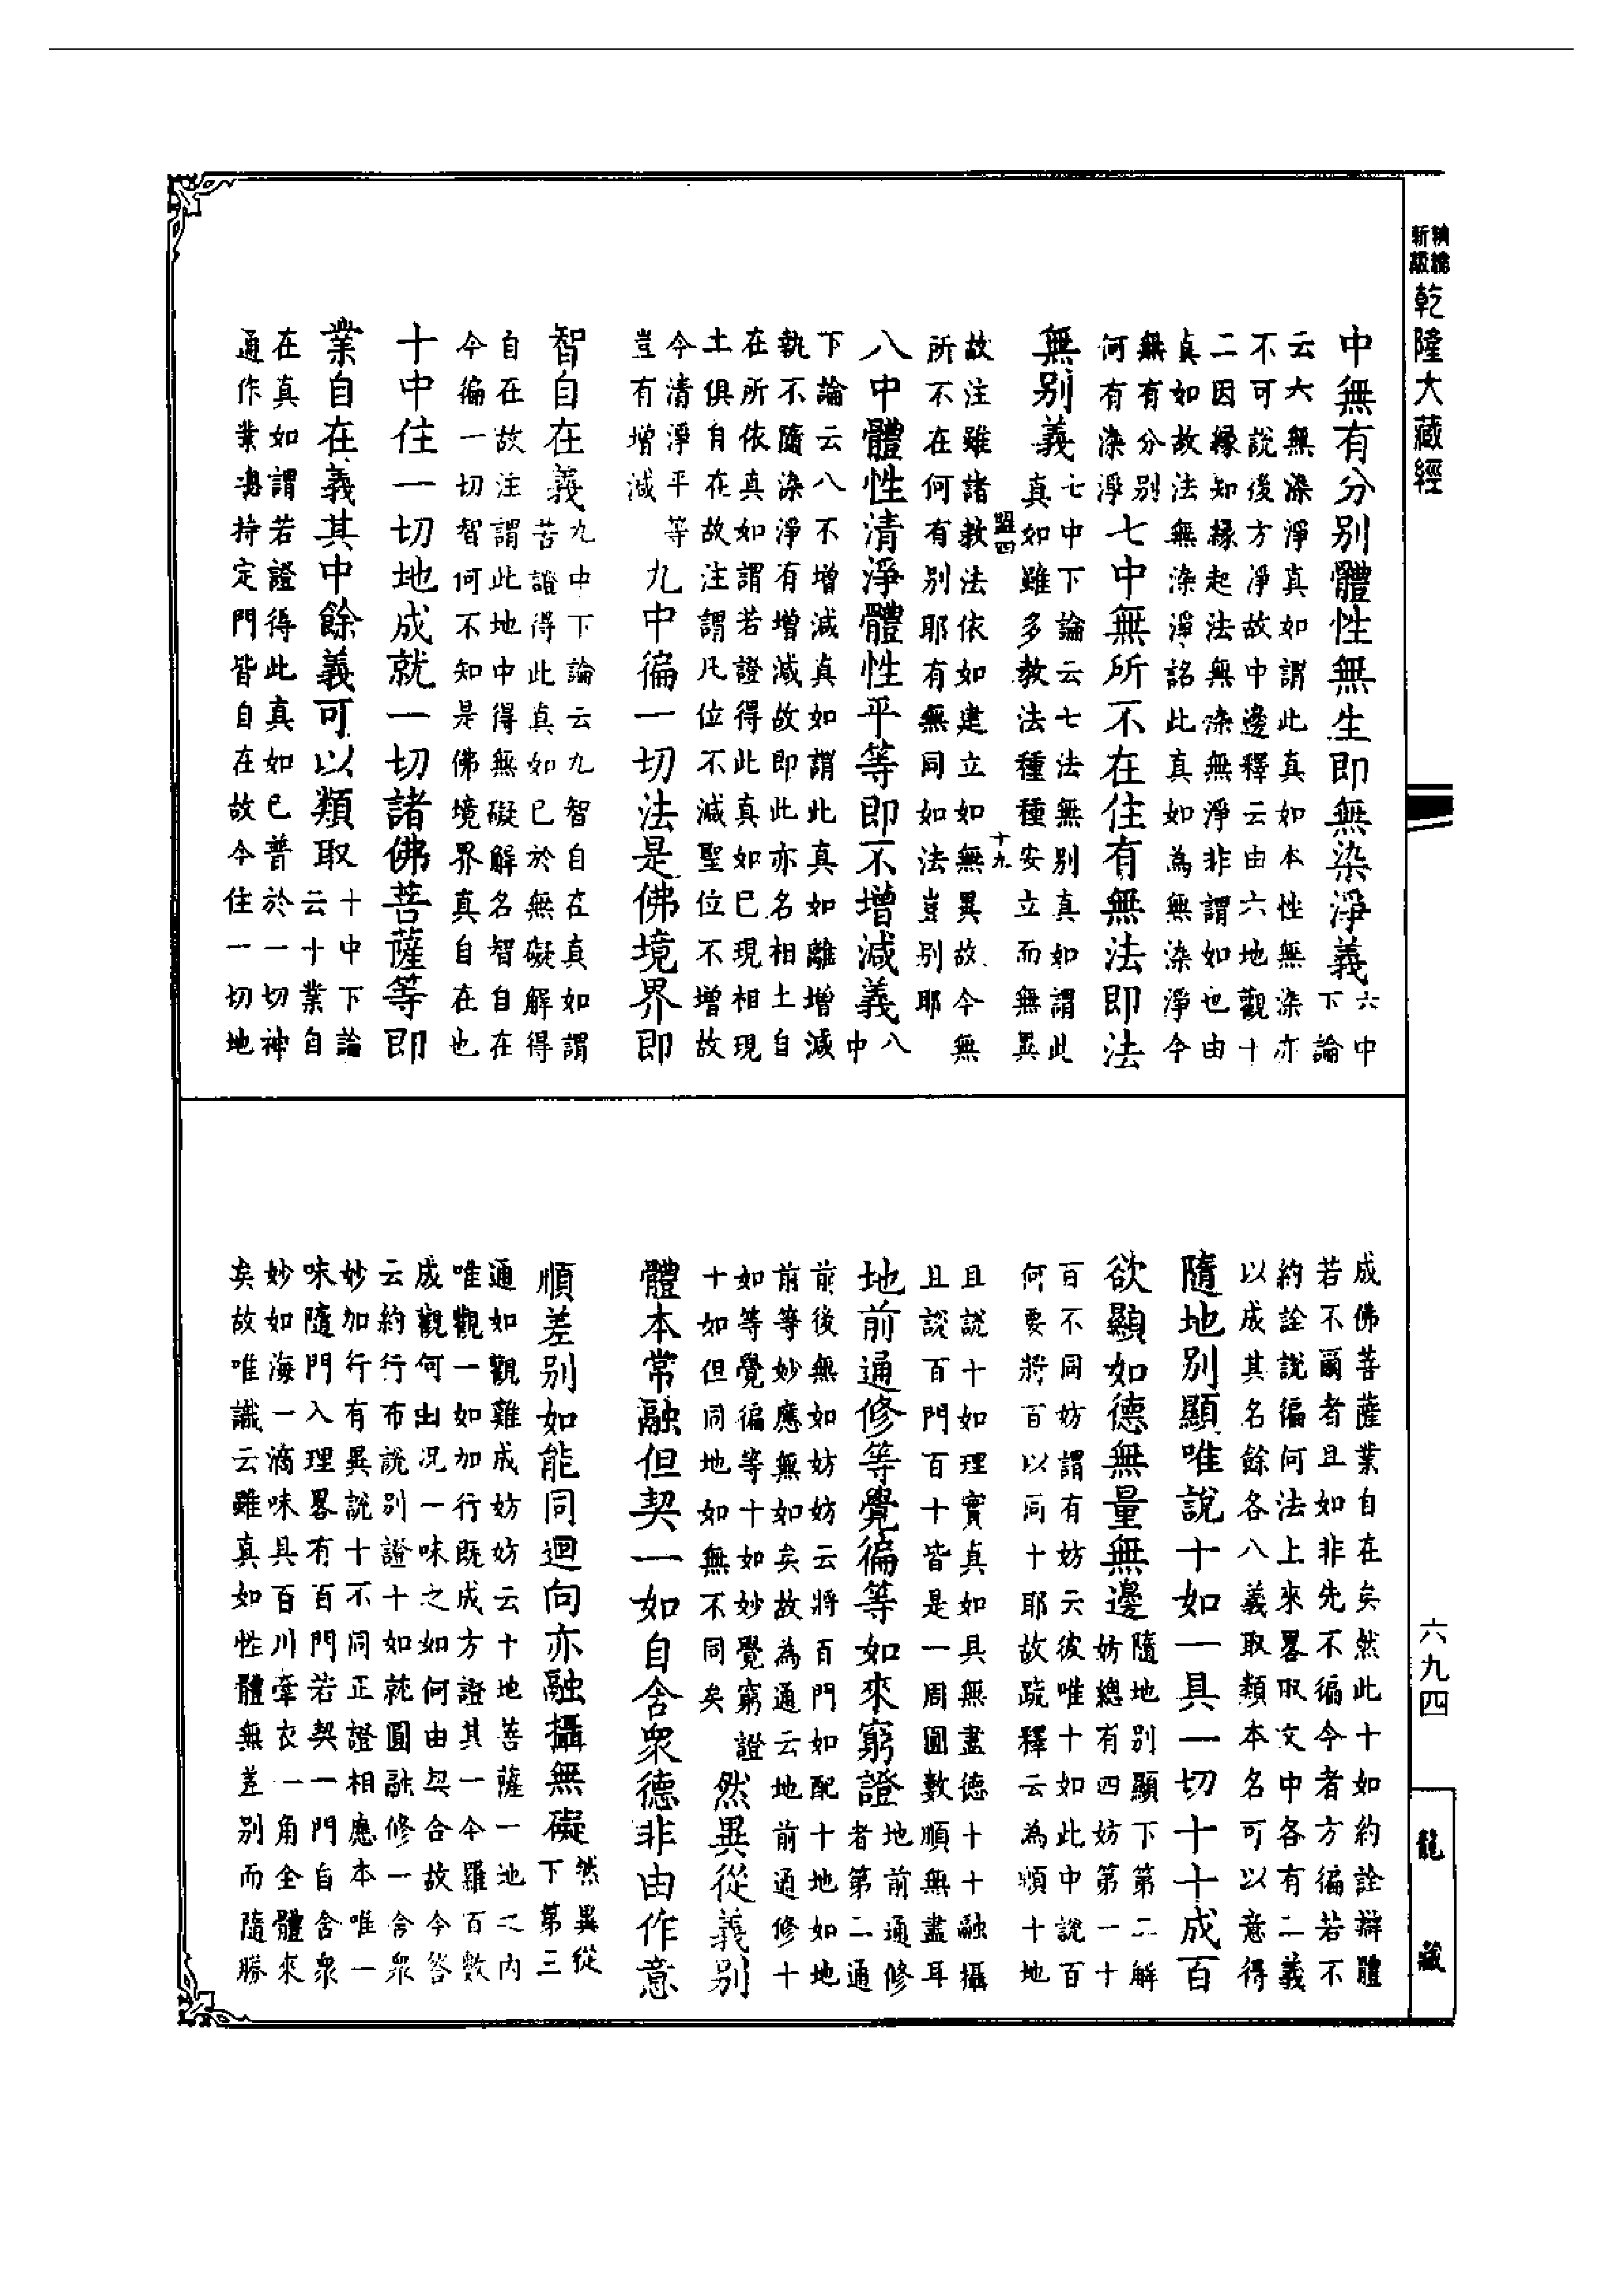 精縮
新版
乾隆大藏經
中無有分別體性無生即無染淨義六中
下論
云六無染淨真如謂此真如本性無染亦
不可說後方淨故中邊釋云由六地觀十
二因緣知緣起法無染無淨非謂如也由
真如故法無染淨詺此真如為無染淨今
無有分別
何有染淨
七中無所不在住有無法即法
無別義七中下論云七法無別真如謂此
真如雖多教法種種安立而無異
盟四
十九
故注雖諸教法依如建立如無異故今無
所不在何有別耶有無同如法豈別耶
八中體性清淨體性平等即不增減義八
中
下論云八不增減真如謂此真如離增減
執不隨染淨有增減故即此亦名相土自
在所依真如謂若證得此真如已現相現
土俱自在故注謂凡位不減聖位不增故
今清淨平等
豈有增減
九中徧一切法是佛境界即
智自在義九中下論云九智自在真如謂
苦證得此真如已於無礙解得
自在故注謂此地中得無礙解名智自在
今徧一切智何不知是佛境界真自在也
十中住一切地成就一切諸佛菩薩等即
業自在義其中餘義可以類取十中下論
云十業自
在真如謂若證得此真如已普於一切神
通作業總持定門皆自在故今住一切地
成佛菩薩業自在矣然此十如約詮辯體
若不爾者且如非先不徧今者方徧若不
約詮說徧何法上來畧取文中各有二義
以成其名餘各八義取類本名可以意得
隨地別顯唯說十如一具一切十十成百
欲顯如德無量無邊隨地別顯下第二解
妨總有四妨第一十
百不同妨謂有妨云彼唯十如此中說百
何要將百以同十耶故疏釋云為順十地
且說十如理實真如具無盡德十十融攝
且說百門百十皆是一周圓數順無盡耳
地前通修等覺徧等如來窮證地前通修
者第二通
前後無如妨妨云將百門如配十地如地
前等妙應無如矣故為通云地前通修十
如等覺徧等十如妙覺窮證
十如但同地如無不同矣
然異從義別
體本常融但契一如自含衆德非由作意
順差別如能同迴向亦融攝無礙然異從
下第三
通如觀雜成妨妨云十地菩薩一地之內
唯觀一如加行既成方證其一今羅百數
成觀何出況一味之如何由契合故今答
云約行布說別證十如就圓融修一含衆
妙加行有異說十不同正證相應本唯一
味隨門入理畧有百門若契一門自含衆
妙如海一滴味具百川牽衣一角全體來
矣故唯識云雖真如性體無差別而隨勝
六九四
龍藏